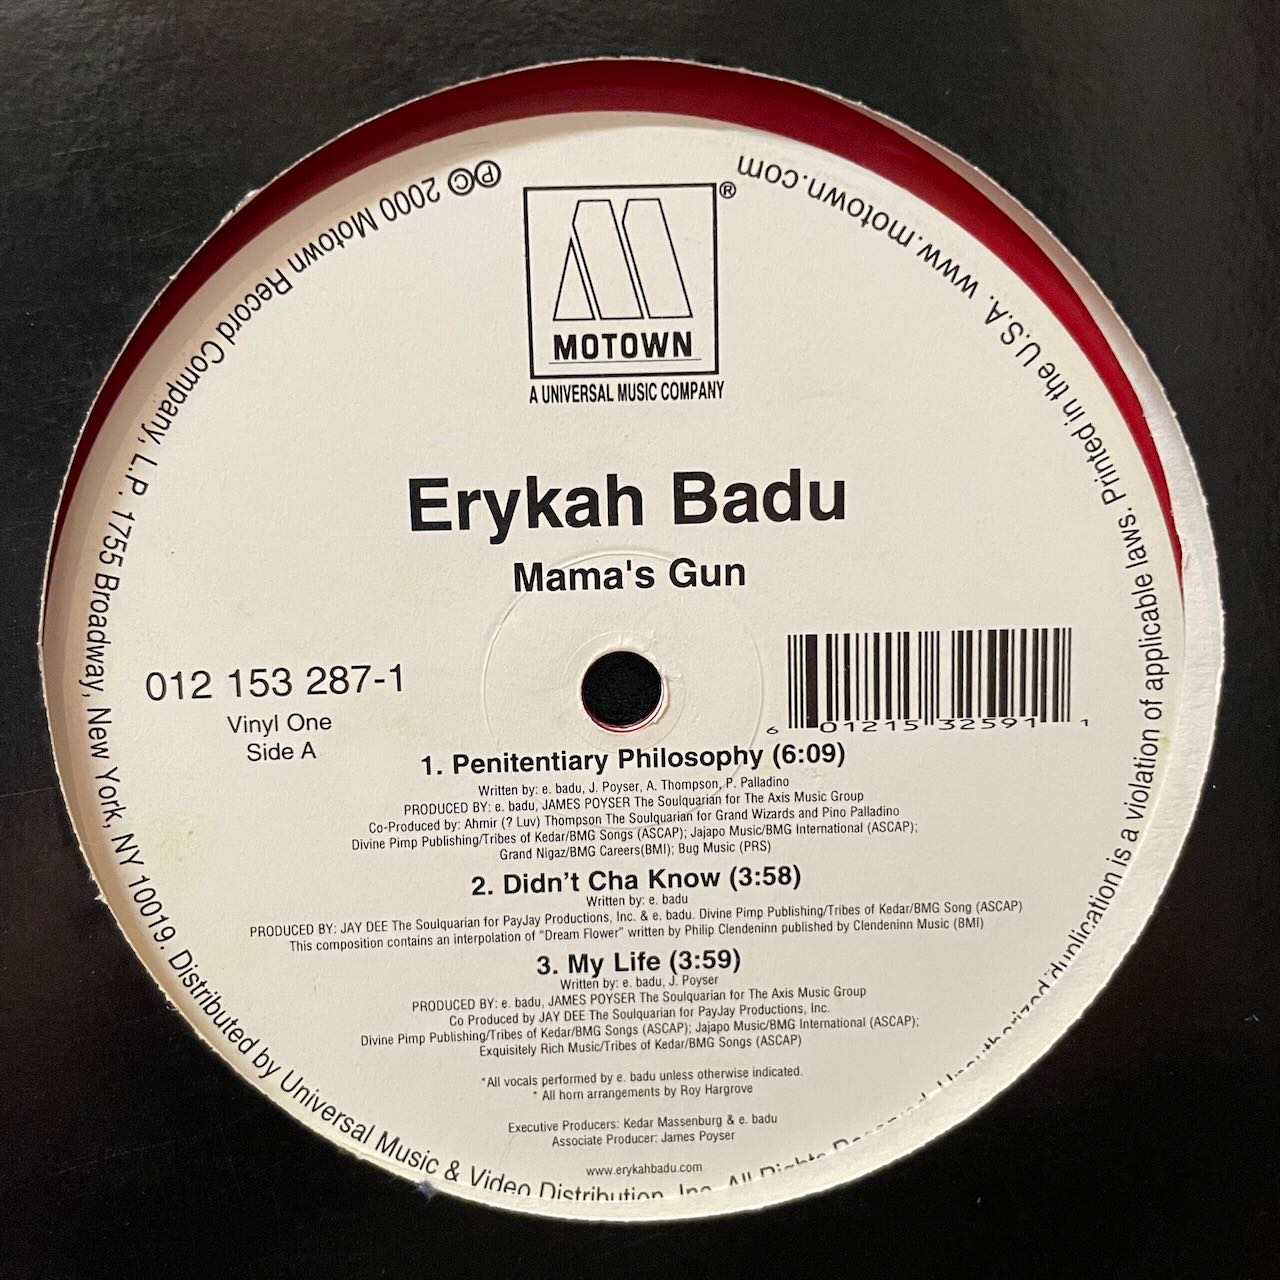 MOTOWN
®
A UNIVERSAL MUSIC COMPANY
Erykah Badu
Mama's Gun
012 153 287-1
Vinyl One
Side A
6 01215 32591 1
1. Penitentiary Philosophy (6:09)
Written by: e. badu, J. Poyser, A. Thompson, P. Palladino
PRODUCED BY: e. badu, JAMES POYSER The Soulquarian for The Axis Music Group
Co-Produced by: Ahmir (? Luv) Thompson The Soulquarian for Grand Wizards and Pino Palladino
Divine Pimp Publishing/Tribes of Kedar/BMG Songs (ASCAP); Jajapo Music/BMG International (ASCAP);
Grand Nigaz/BMG Careers(BMI); Bug Music (PRS)
2. Didn't Cha Know (3:58)
Written by: e. badu
PRODUCED BY: JAY DEE The Soulquarian for PayJay Productions, Inc. & e. badu. Divine Pimp Publishing/Tribes of Kedar/BMG Song (ASCAP)
This composition contains an interpolation of "Dream Flower" written by Philip Clendeninn published by Clendeninn Music (BMI)
3. My Life (3:59)
Written by: e. badu, J. Poyser
PRODUCED BY: e. badu, JAMES POYSER The Soulquarian for The Axis Music Group
Co Produced by JAY DEE The Soulquarian for PayJay Productions, Inc.
Divine Pimp Publishing/Tribes of Kedar/BMG Songs (ASCAP); Jajapo Music/BMG International (ASCAP);
Exquisitely Rich Music/Tribes of Kedar/BMG Songs (ASCAP)
*All vocals performed by e. badu unless otherwise indicated.
* All horn arrangements by Roy Hargrove
Executive Producers: Kedar Massenburg & e. badu
Associate Producer: James Poyser
www.erykahbadu.com
℗ © 2000 Motown Record Company, L.P. 1755 Broadway, New York, NY 10019. Distributed by Universal Music & Video Distribution, Inc. All Rights Reserved. Unauthorized duplication is a violation of applicable laws. Printed in the U.S.A. www.motown.com